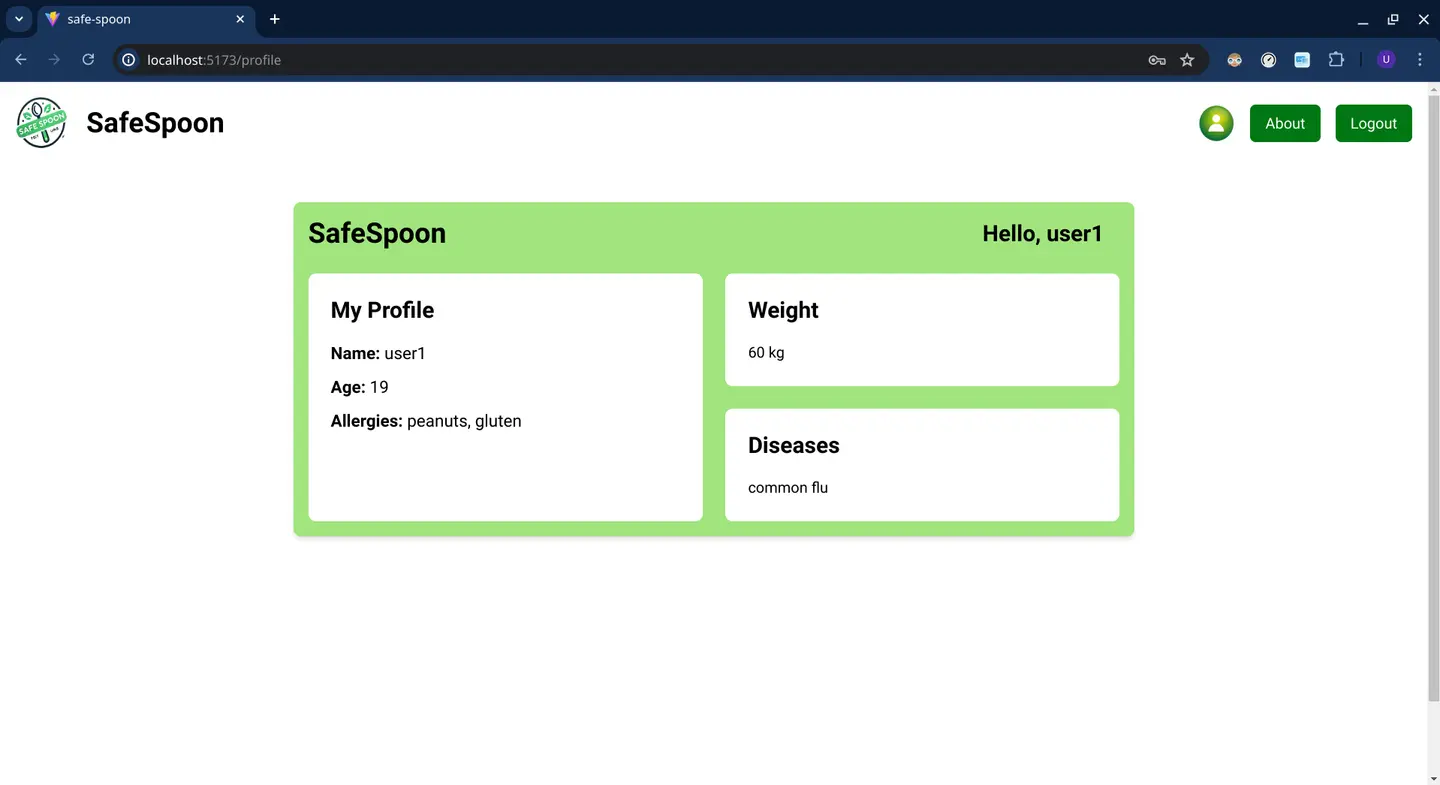 safe-spoon
localhost:5173/profile
U
SAFE SPOON
SafeSpoon
About
Logout
SafeSpoon
Hello, user1
My Profile
Name: user1
Age: 19
Allergies: peanuts, gluten
Weight
60 kg
Diseases
common flu